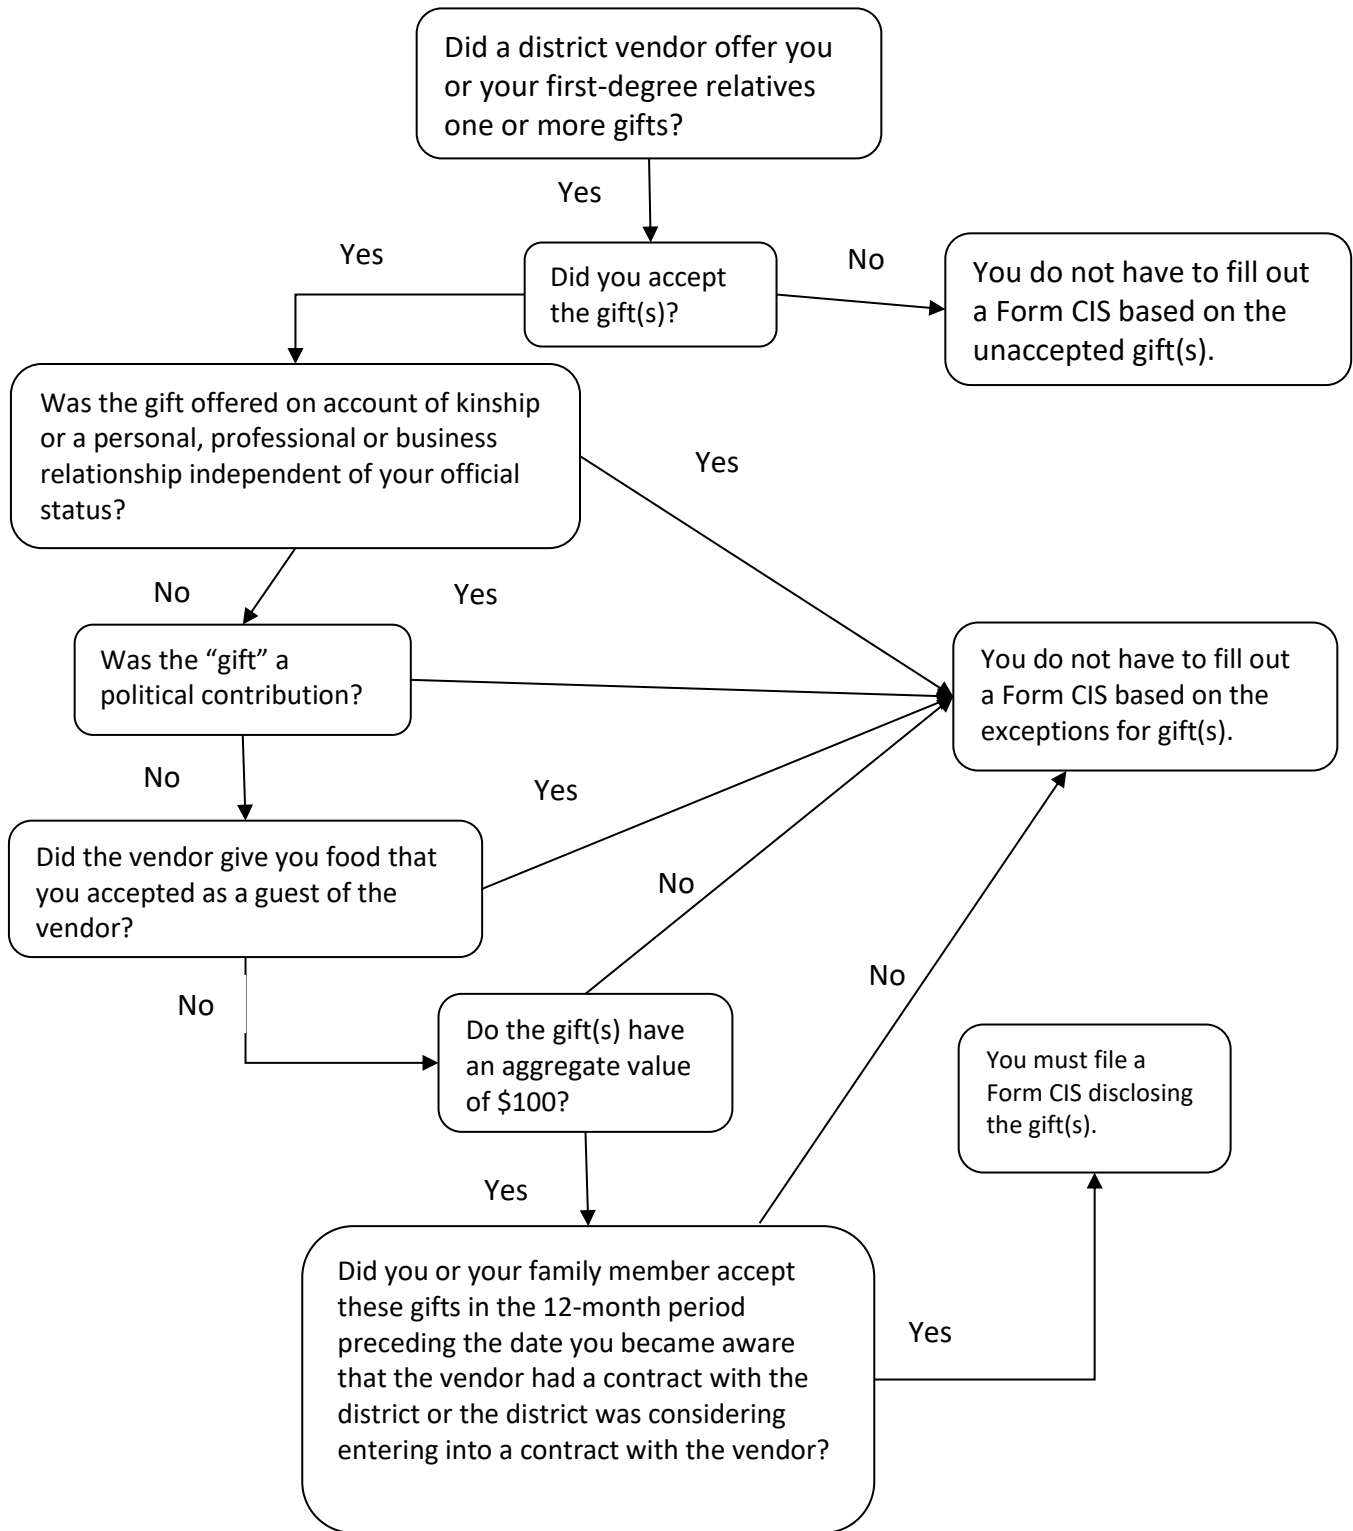 Did a district vendor offer you
or your first-degree relatives
one or more gifts?
Yes
Yes
Did you accept
the gift(s)?
No
You do not have to fill out
a Form CIS based on the
unaccepted gift(s).
Was the gift offered on account of kinship
or a personal, professional or business
relationship independent of your official
status?
Yes
No
Yes
Was the “gift” a
political contribution?
You do not have to fill out
a Form CIS based on the
exceptions for gift(s).
No
Yes
Did the vendor give you food that
you accepted as a guest of the
vendor?
No
No
No
Do the gift(s) have
an aggregate value
of $100?
You must file a
Form CIS disclosing
the gift(s).
Yes
Did you or your family member accept
these gifts in the 12-month period
preceding the date you became aware
that the vendor had a contract with the
district or the district was considering
entering into a contract with the vendor?
Yes